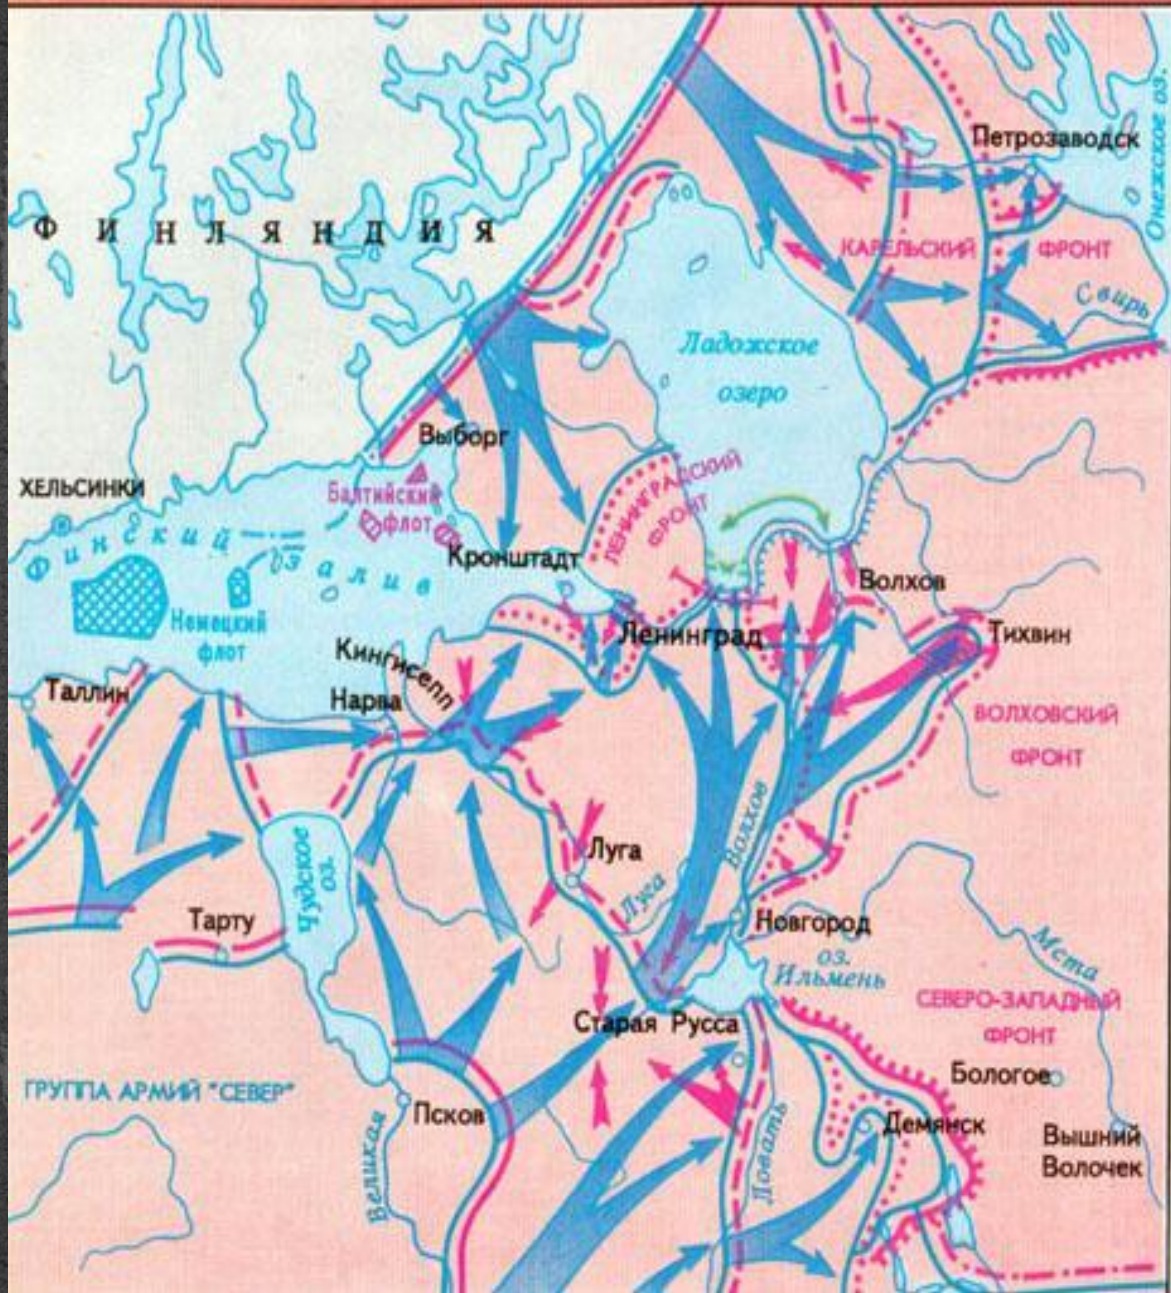 Петрозаводск
Онежское оз.
ФИНЛЯНДИЯ
КАРЕЛЬСКИЙ ФРОНТ
Свирь
Ладожское
озеро
Выборг
ХЕЛЬСИНКИ
Балтийский
флот
ЛЕНИНГРАДСКИЙ
ФРОНТ
Финский залив
Кронштадт
Волхов
Немецкий
флот
Ленинград
Тихвин
Кингисепп
Таллин
Нарва
ВОЛХОВСКИЙ
ФРОНТ
Волхов
Чудское
оз.
Луга
Луга
Тарту
Новгород
оз.
Ильмень
Мста
СЕВЕРО-ЗАПАДНЫЙ
ФРОНТ
Старая Русса
Бологое
ГРУППА АРМИЙ "СЕВЕР"
Псков
Великая
Ловать
Демянск
Вышний
Волочек